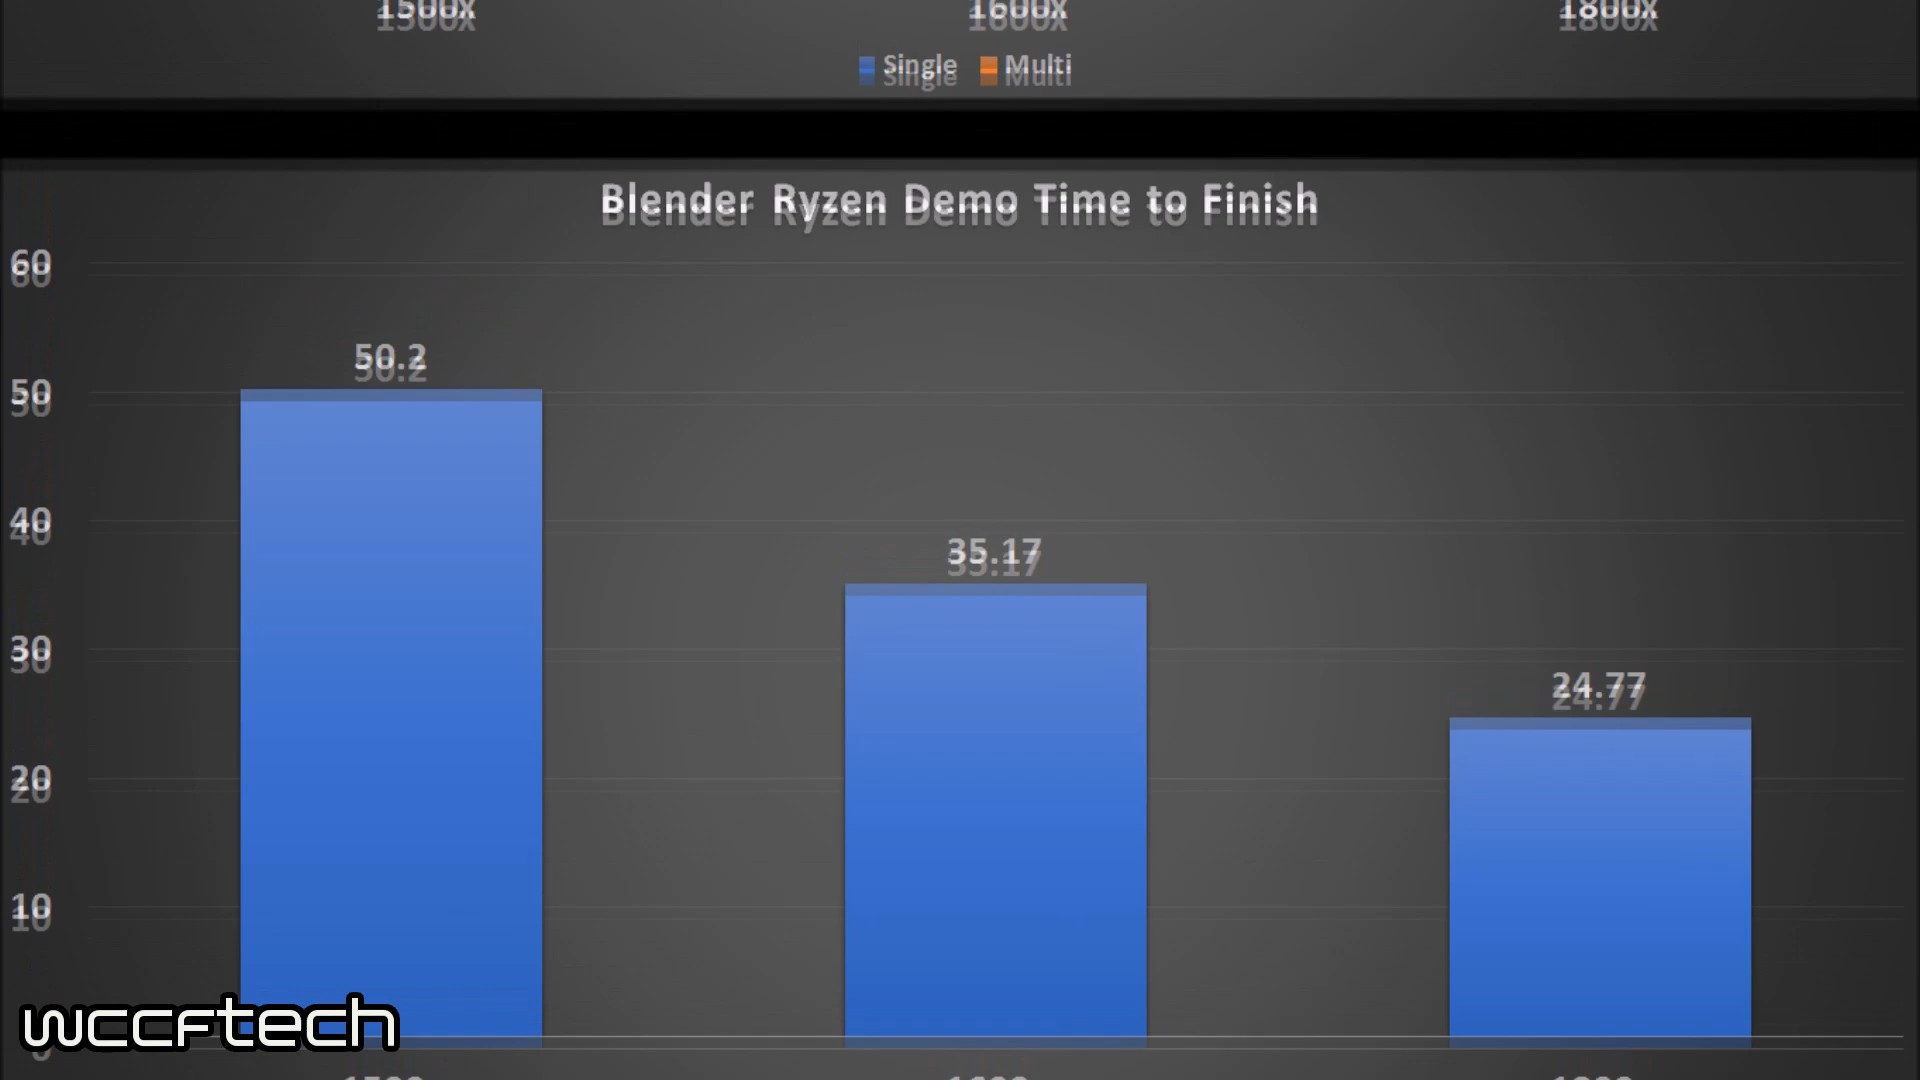 1500x 1600x 1800x
Single Multi
Blender Ryzen Demo Time to Finish
60
50.2
50
40
35.17
30
24.77
20
10
0
wccftech